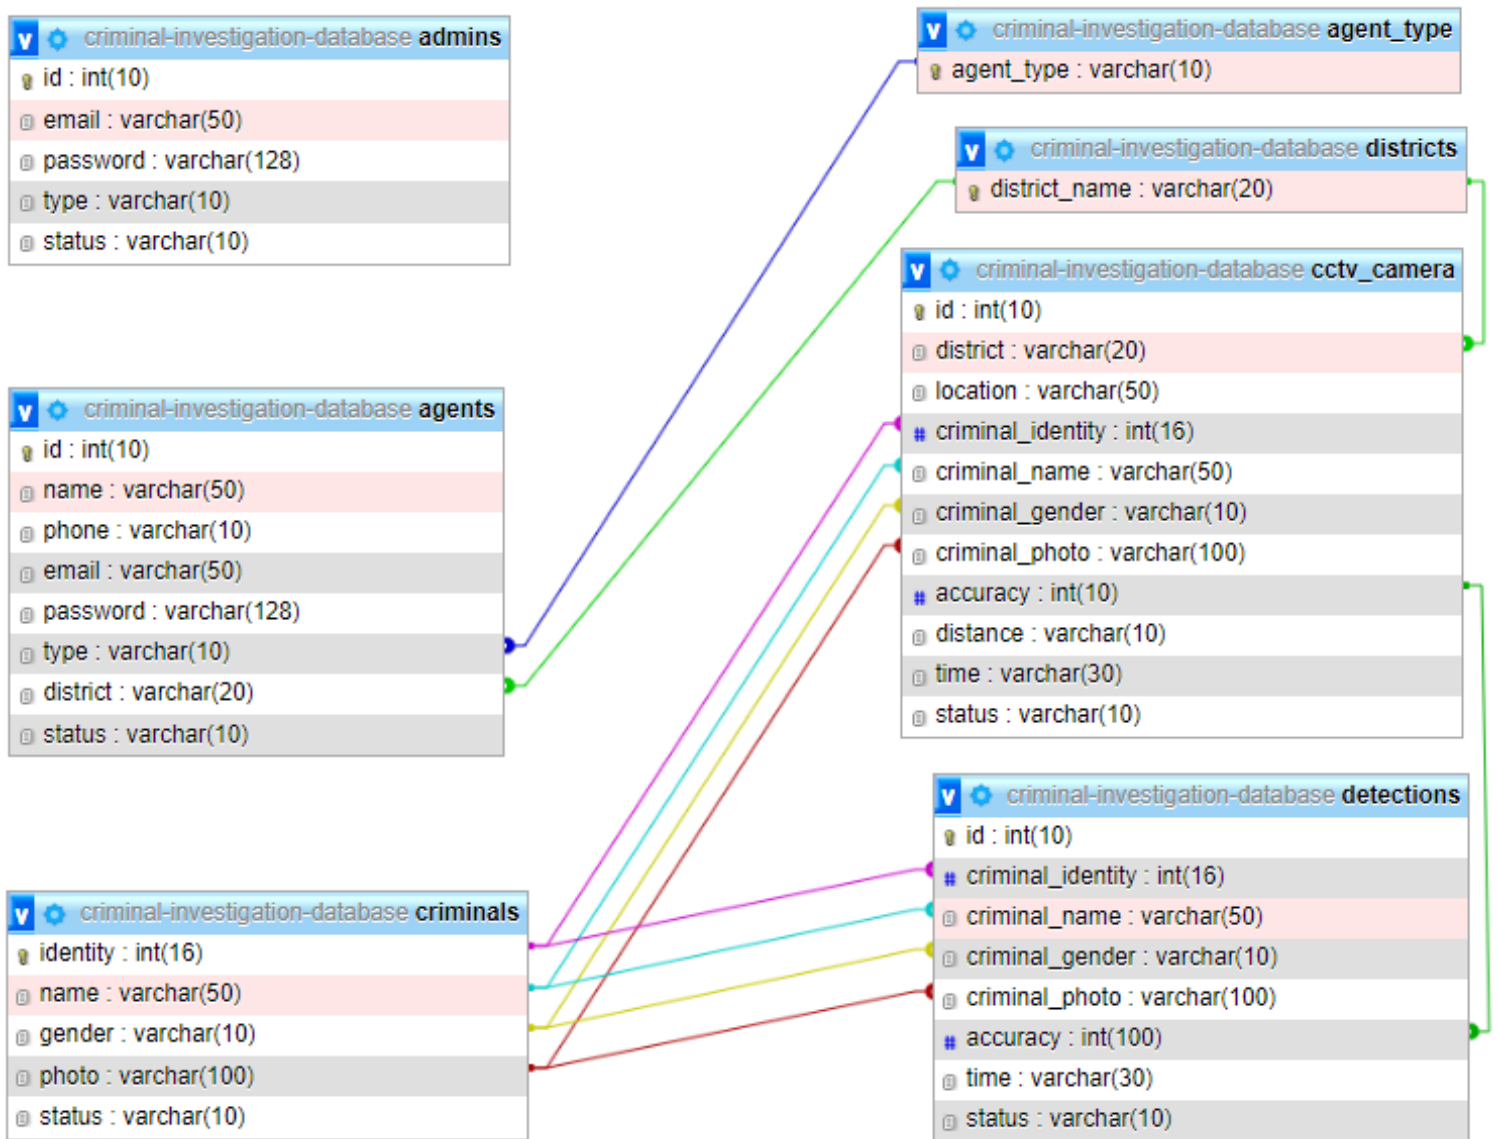 criminal-investigation-database admins
id : int(10)
email : varchar(50)
password : varchar(128)
type : varchar(10)
status : varchar(10)
criminal-investigation-database agents
id : int(10)
name : varchar(50)
phone : varchar(10)
email : varchar(50)
password : varchar(128)
type : varchar(10)
district : varchar(20)
status : varchar(10)
criminal-investigation-database criminals
identity : int(16)
name : varchar(50)
gender : varchar(10)
photo : varchar(100)
status : varchar(10)
criminal-investigation-database agent_type
agent_type : varchar(10)
criminal-investigation-database districts
district_name : varchar(20)
criminal-investigation-database cctv_camera
id : int(10)
district : varchar(20)
location : varchar(50)
# criminal_identity : int(16)
criminal_name : varchar(50)
criminal_gender : varchar(10)
criminal_photo : varchar(100)
# accuracy : int(10)
distance : varchar(10)
time : varchar(30)
status : varchar(10)
criminal-investigation-database detections
id : int(10)
# criminal_identity : int(16)
criminal_name : varchar(50)
criminal_gender : varchar(10)
criminal_photo : varchar(100)
# accuracy : int(100)
time : varchar(30)
status : varchar(10)